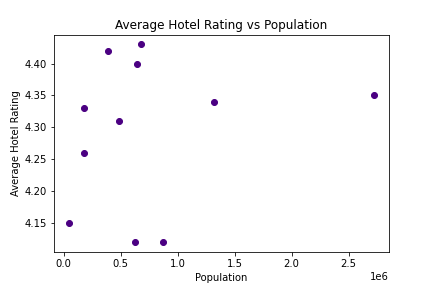 Average Hotel Rating vs Population
Average Hotel Rating
4.40
4.35
4.30
4.25
4.20
4.15
0.0 0.5 1.0 1.5 2.0 2.5
1e6
Population